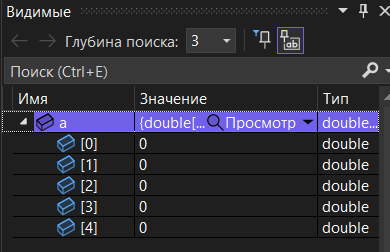 Видимые
Глубина поиска: 3
Поиск (Ctrl+E)
Имя Значение Тип
a {double[... Просмотр double...
[0] 0 double
[1] 0 double
[2] 0 double
[3] 0 double
[4] 0 double